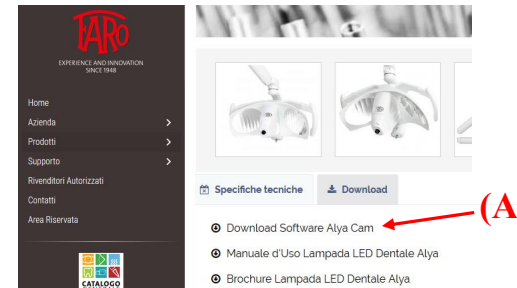 FARO
EXPERIENCE AND INNOVATION
SINCE 1948
Home
Azienda
Prodotti
Supporto
Rivenditori Autorizzati
Contatti
Area Riservata
CATALOGO
Specifiche tecniche
Download
Download Software Alya Cam
(A
Manuale d'Uso Lampada LED Dentale Alya
Brochure Lampada LED Dentale Alya